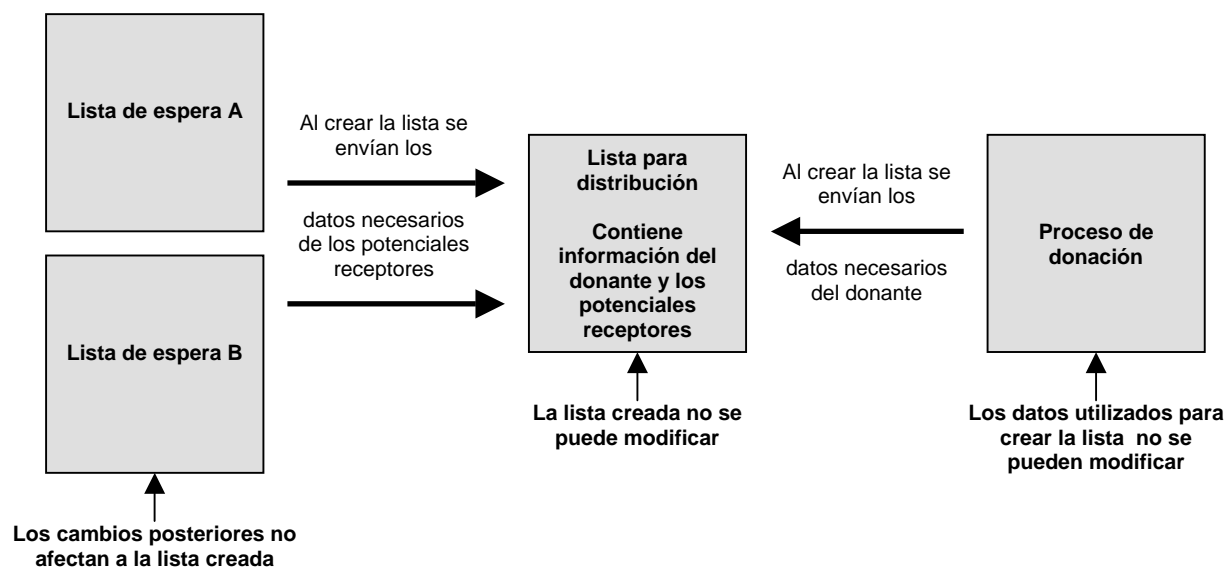 Lista de espera A
Al crear la lista se
envían los
datos necesarios
de los potenciales
receptores
Lista de espera B
Los cambios posteriores no
afectan a la lista creada
Lista para
distribución
Contiene
información del
donante y los
potenciales
receptores
La lista creada no se
puede modificar
Al crear la lista se
envían los
datos necesarios
del donante
Proceso de
donación
Los datos utilizados para
crear la lista no se
pueden modificar